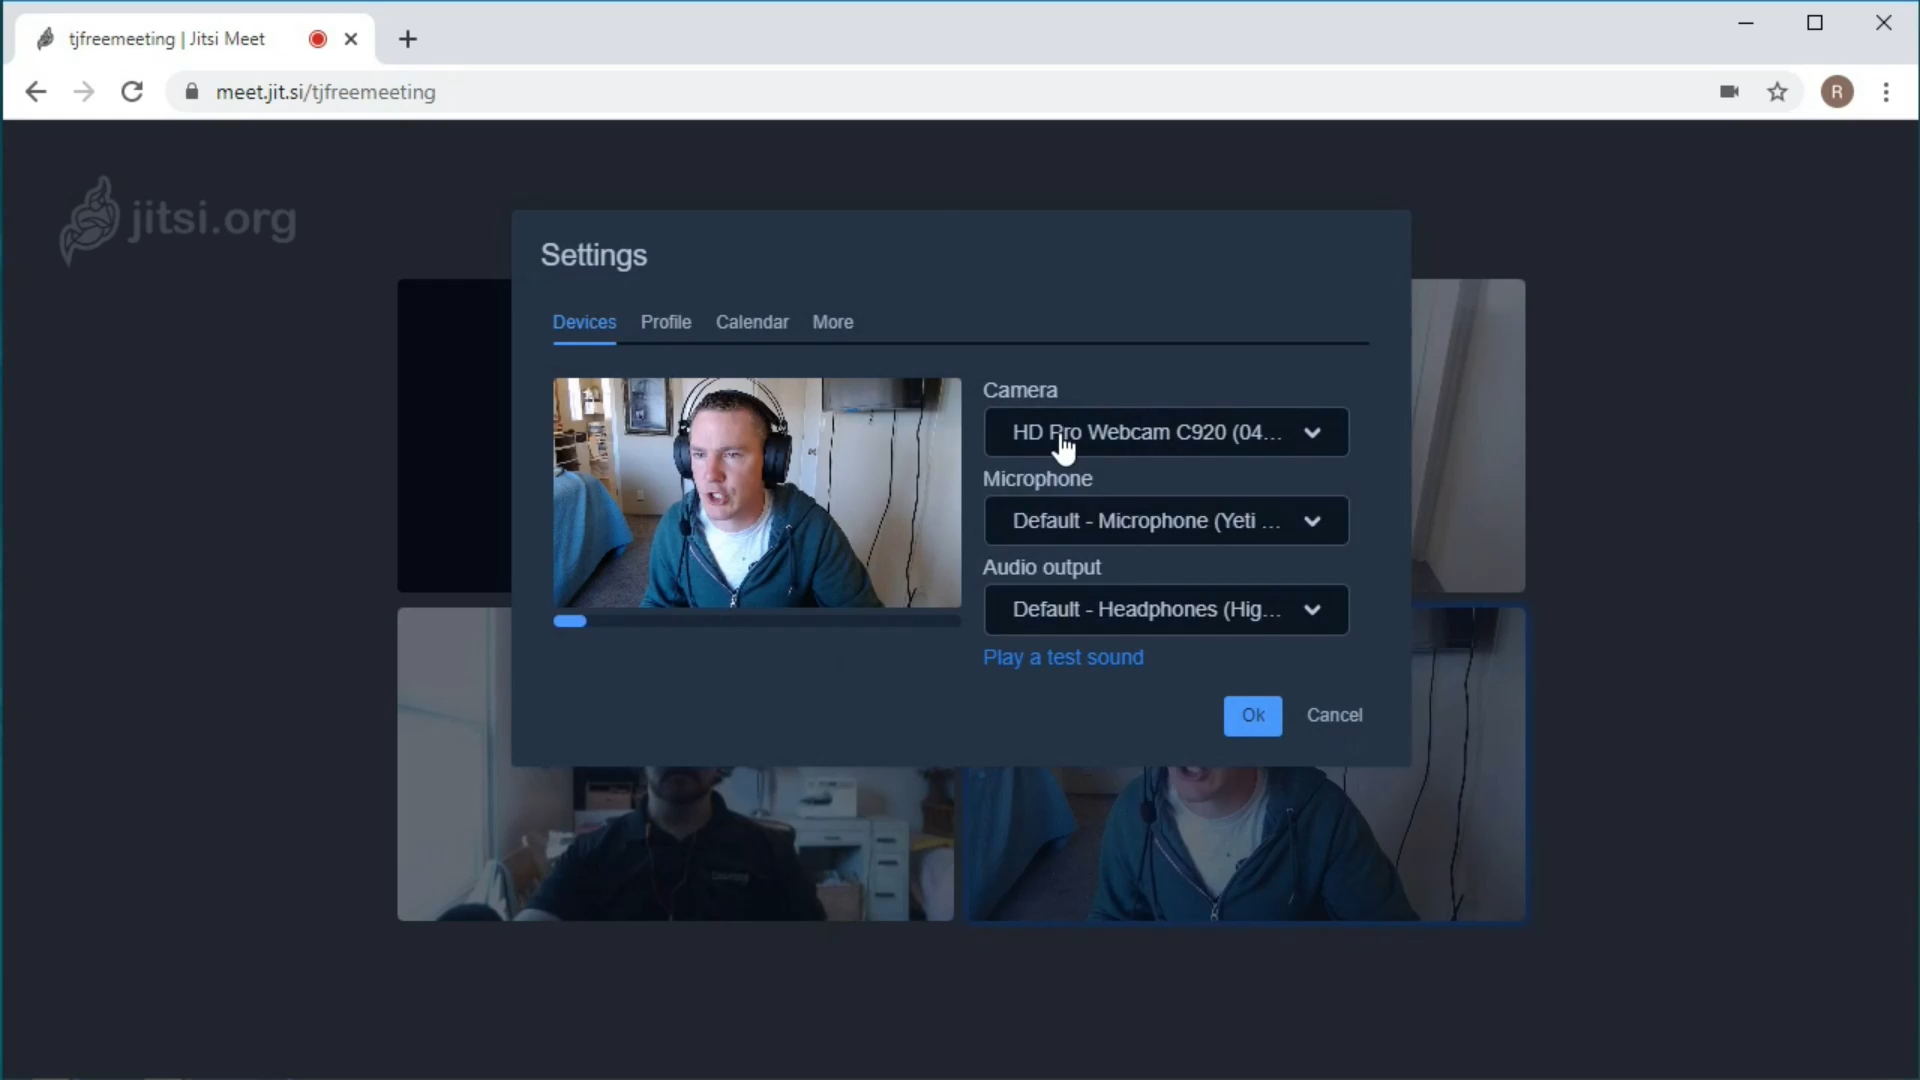 tjfreemeeting | Jitsi Meet
meet.jit.si/tjfreemeeting
R
jitsi.org
Settings
Devices Profile Calendar More
Camera
HD Pro Webcam C920 (04...
Microphone
Default - Microphone (Yeti ...
Audio output
Default - Headphones (Hig...
Play a test sound
Ok Cancel